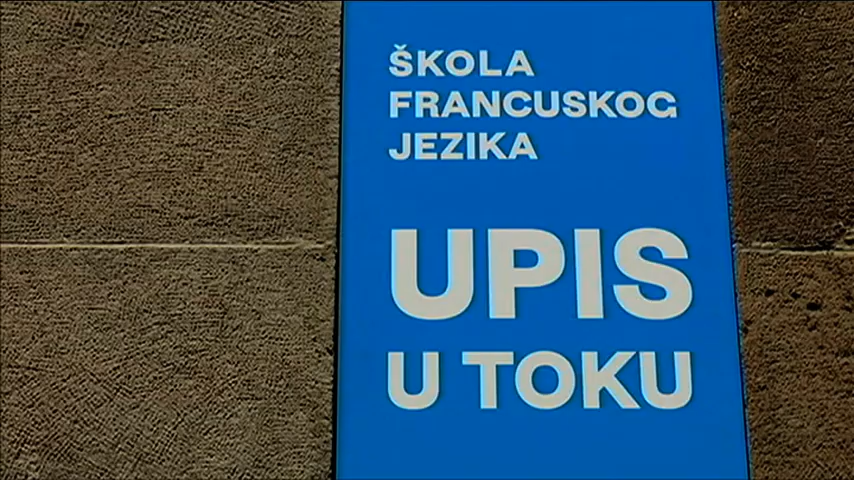 ŠKOLA
FRANCUSKOG
JEZIKA
UPIS
U TOKU